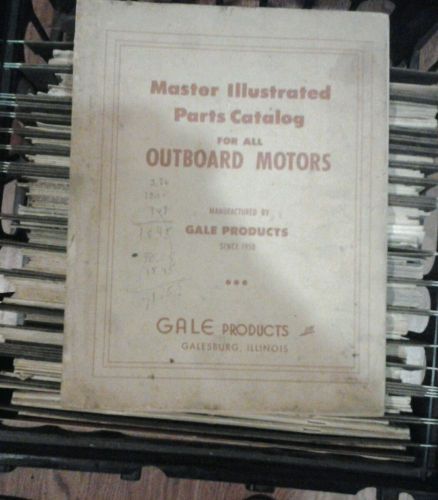 Master Illustrated
Parts Catalog
FOR ALL
OUTBOARD MOTORS
MANUFACTURED BY
GALE PRODUCTS
SINCE 1950
GALE PRODUCTS
GALESBURG, ILLINOIS